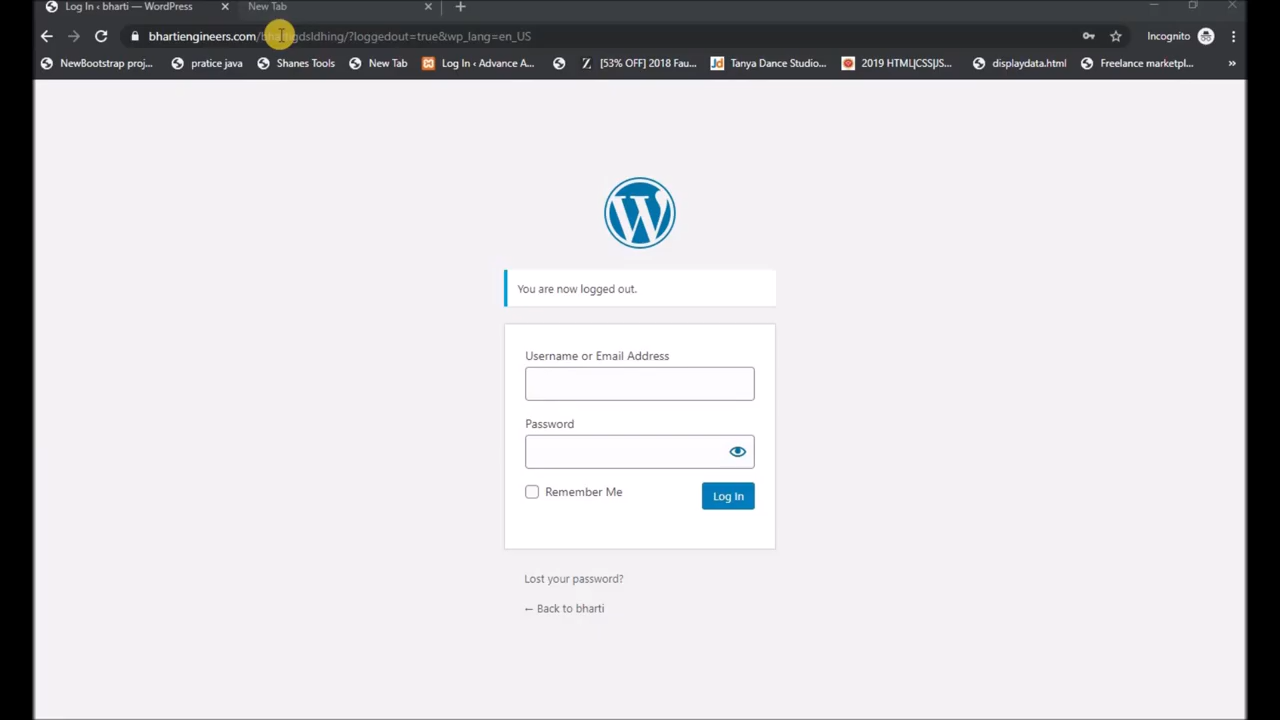 Log In ‹ bharti — WordPress
New Tab
bhartiengineers.com/ /?loggedout=true&wp_lang=en_US
Incognito
NewBootstrap proj...
pratice java
Shanes Tools
New Tab
Log In ‹ Advance A...
[53% OFF] 2018 Fau...
Tanya Dance Studio...
2019 HTML|CSS|JS...
displaydata.html
Freelance marketpl...
»
You are now logged out.
Username or Email Address
Password
Remember Me
Log In
Lost your password?
← Back to bharti